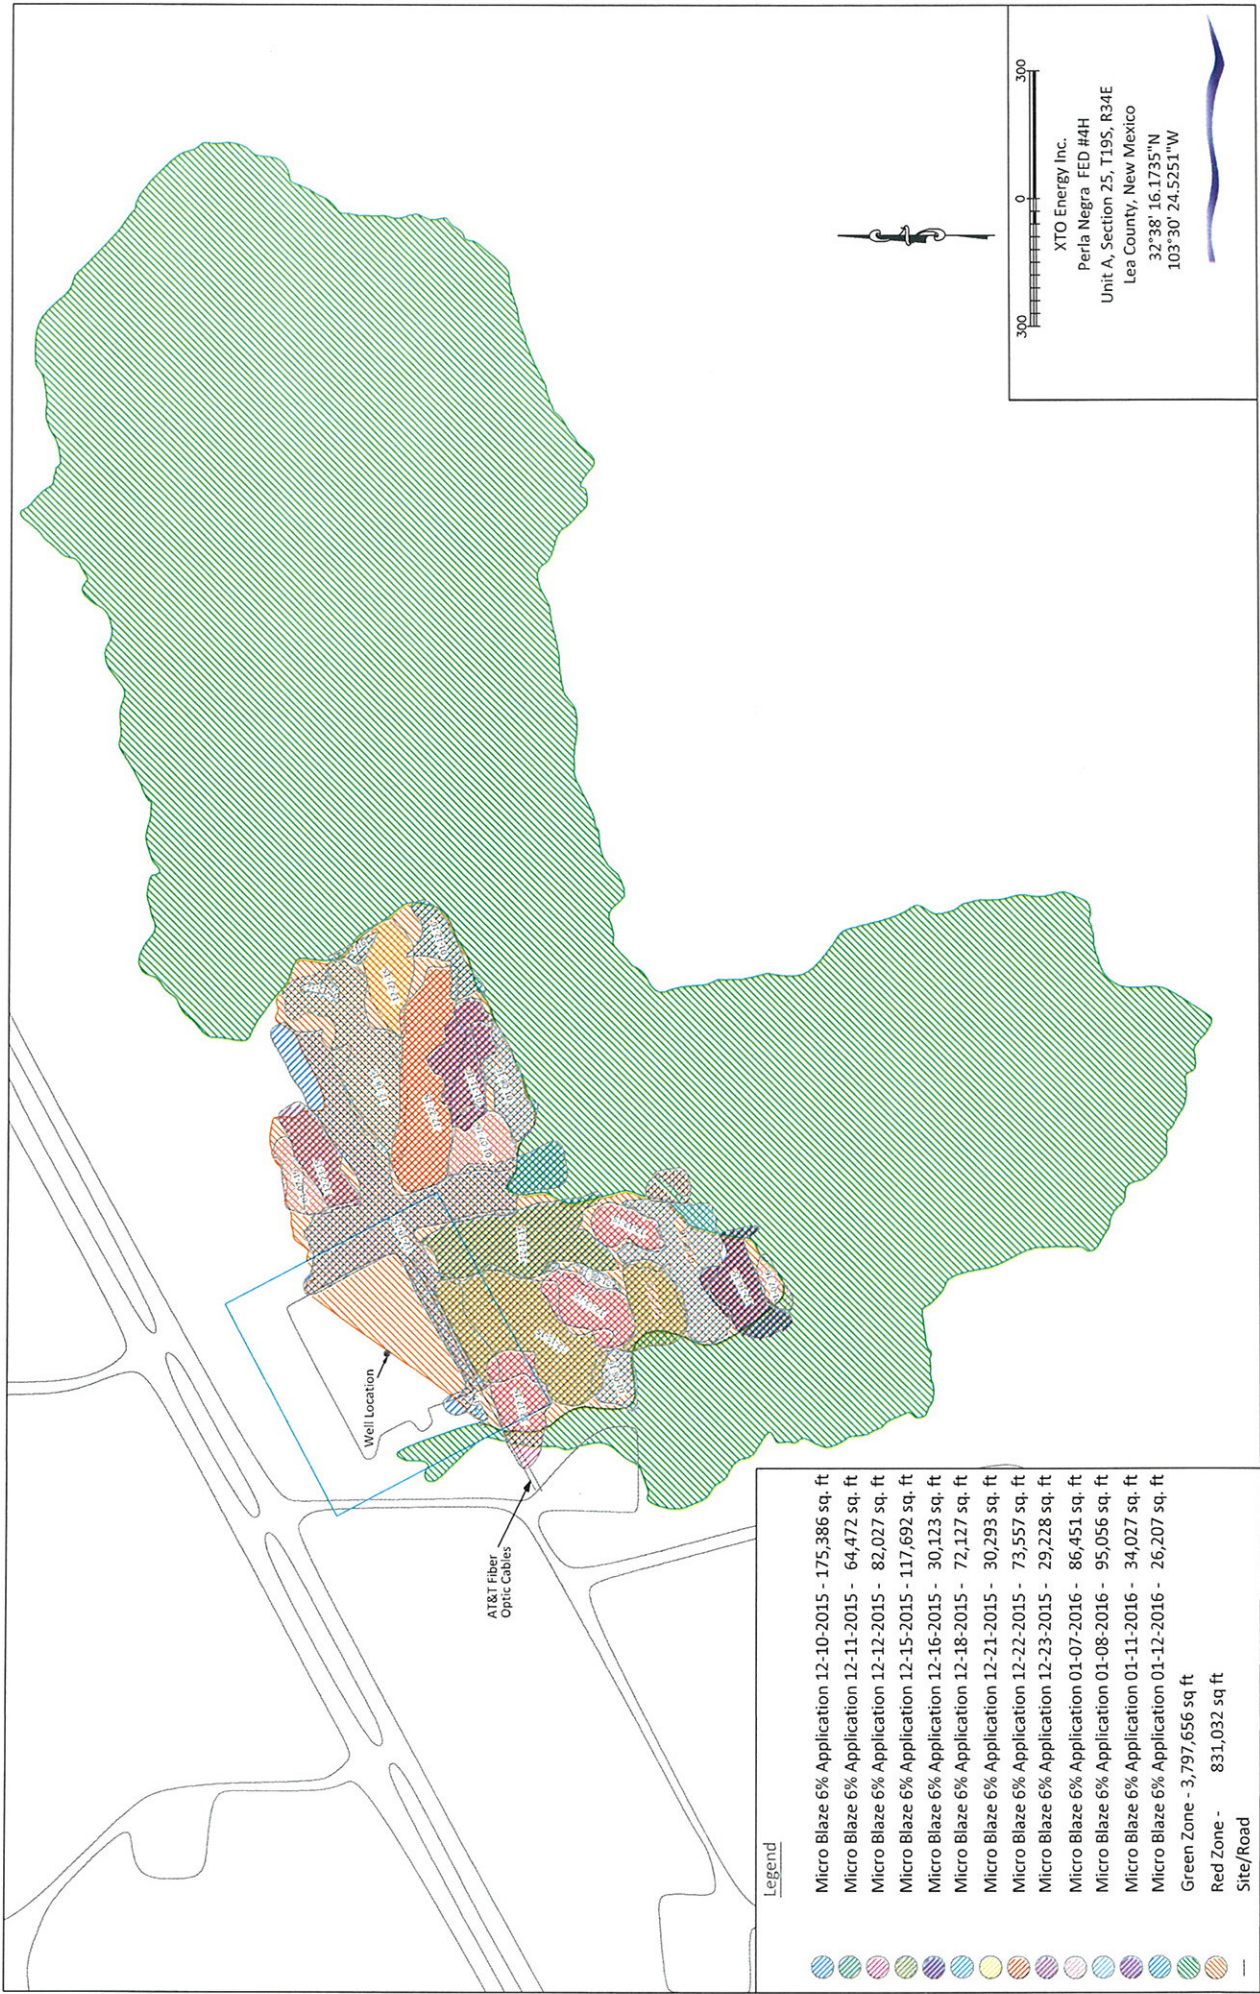 300 0 300
XTO Energy Inc.
Perla Negra FED #4H
Unit A, Section 25, T19S, R34E
Lea County, New Mexico
32°38' 16.1735"N
103°30' 24.5251"W
Well Location
AT&T Fiber
Optic Cables
Legend
Micro Blaze 6% Application 12-10-2015 - 175,386 sq. ft
Micro Blaze 6% Application 12-11-2015 - 64,472 sq. ft
Micro Blaze 6% Application 12-12-2015 - 82,027 sq. ft
Micro Blaze 6% Application 12-15-2015 - 117,692 sq. ft
Micro Blaze 6% Application 12-16-2015 - 30,123 sq. ft
Micro Blaze 6% Application 12-18-2015 - 72,127 sq. ft
Micro Blaze 6% Application 12-21-2015 - 30,293 sq. ft
Micro Blaze 6% Application 12-22-2015 - 73,557 sq. ft
Micro Blaze 6% Application 12-23-2015 - 29,228 sq. ft
Micro Blaze 6% Application 01-07-2016 - 86,451 sq. ft
Micro Blaze 6% Application 01-08-2016 - 95,056 sq. ft
Micro Blaze 6% Application 01-11-2016 - 34,027 sq. ft
Micro Blaze 6% Application 01-12-2016 - 26,207 sq. ft
Green Zone - 3,797,656 sq ft
Red Zone - 831,032 sq ft
Site/Road